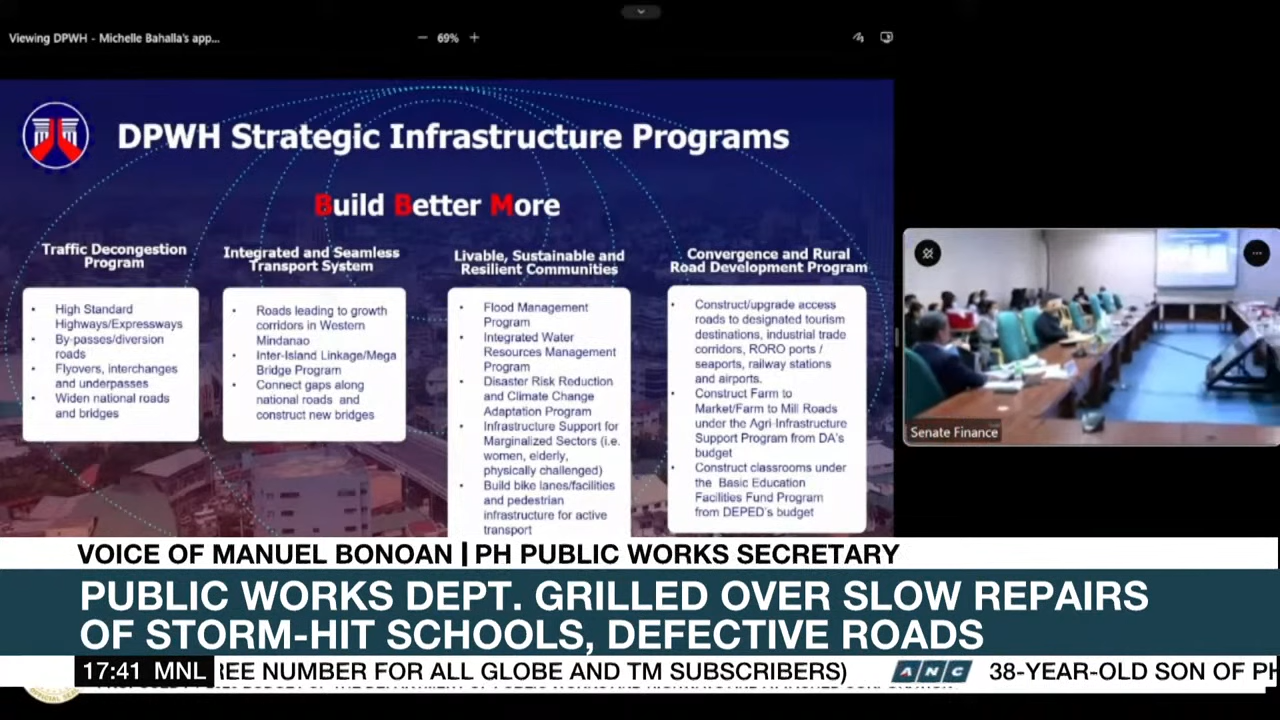 Viewing DPWH - Michelle Bahalla's app...
69%
DPWH Strategic Infrastructure Programs
Build Better More
Traffic Decongestion
Program
• High Standard
Highways/Expressways
• By-passes/diversion
roads
• Flyovers, interchanges
and underpasses
• Widen national roads
and bridges
Integrated and Seamless
Transport System
• Roads leading to growth
corridors in Western
Mindanao
• Inter-Island Linkage/Mega
Bridge Program
• Connect gaps along
national roads and
construct new bridges
Livable, Sustainable and
Resilient Communities
• Flood Management
Program
• Integrated Water
Resources Management
Program
• Disaster Risk Reduction
and Climate Change
Adaptation Program
• Infrastructure Support for
Marginalized Sectors (i.e.
women, elderly,
physically challenged)
• Build bike lanes/facilities
and pedestrian
infrastructure for active
transport
Convergence and Rural
Road Development Program
• Construct/upgrade access
roads to designated tourism
destinations, industrial trade
corridors, RORO ports /
seaports, railway stations
and airports.
• Construct Farm to
Market/Farm to Mill Roads
under the Agri-Infrastructure
Support Program from DA's
budget
• Construct classrooms under
the Basic Education
Facilities Fund Program
from DEPED's budget
Senate Finance
VOICE OF MANUEL BONOAN | PH PUBLIC WORKS SECRETARY
PUBLIC WORKS DEPT. GRILLED OVER SLOW REPAIRS
OF STORM-HIT SCHOOLS, DEFECTIVE ROADS
17:41 MNL REE NUMBER FOR ALL GLOBE AND TM SUBSCRIBERS) ANC 38-YEAR-OLD SON OF PH